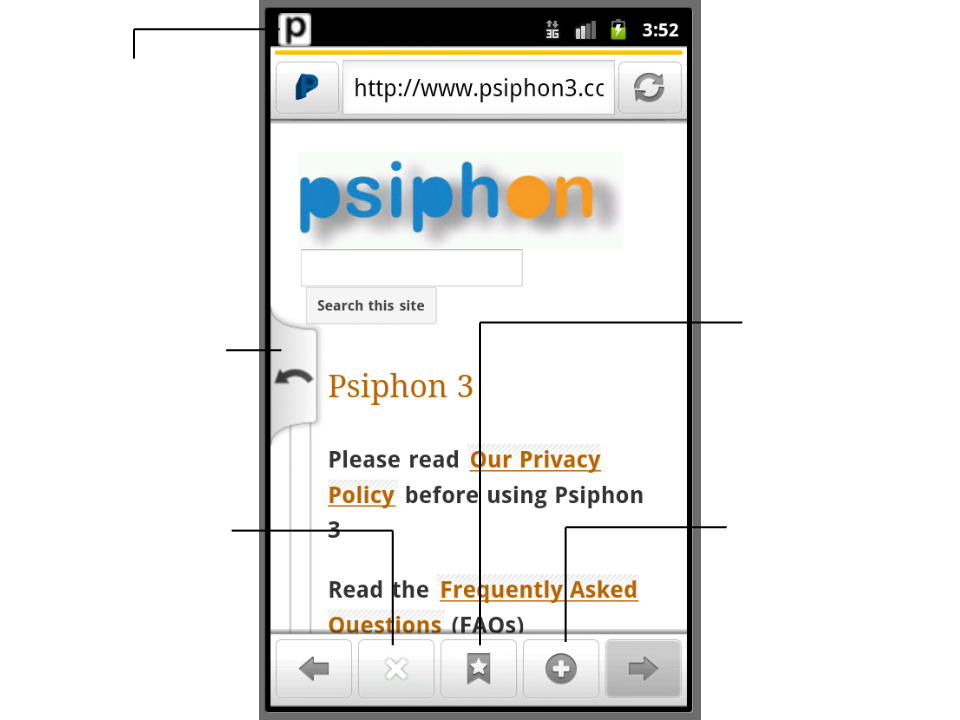 p 3G 3:52
P http://www.psiphon3.cc
psiphon
Search this site
Psiphon 3
Please read Our Privacy
Policy before using Psiphon
3
Read the Frequently Asked
Questions (FAQs)